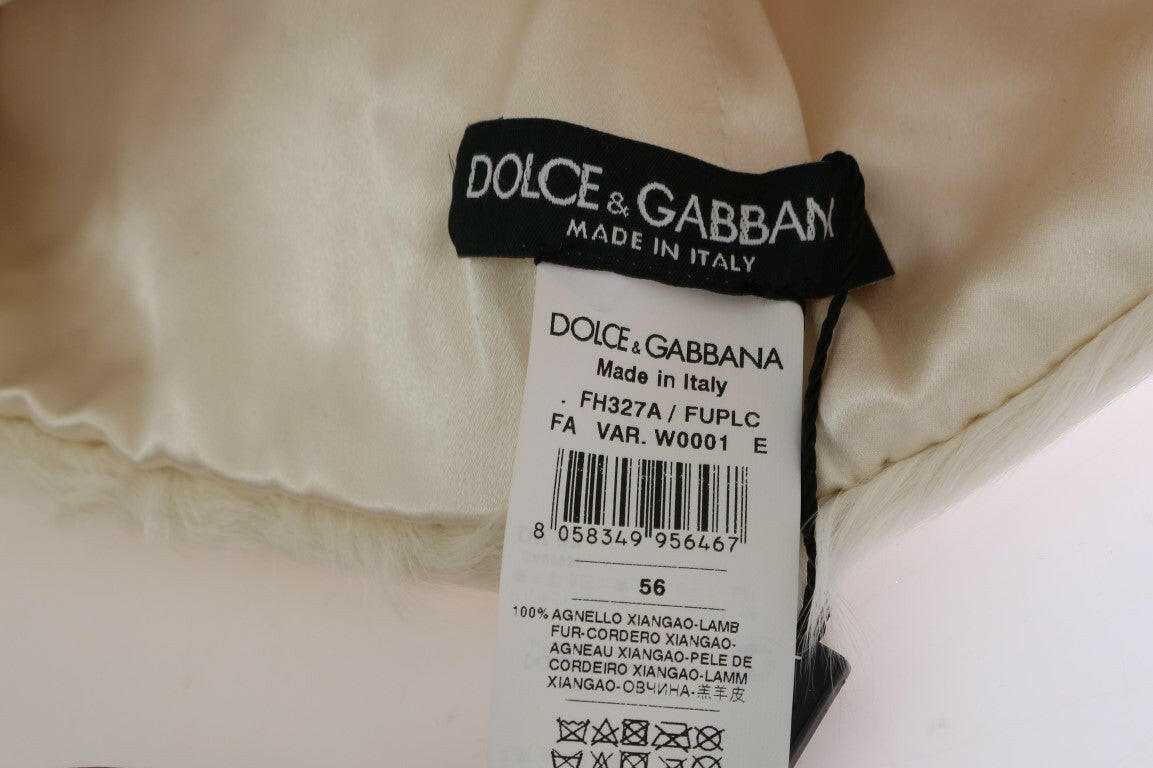 DOLCE & GABBAN
MADE IN ITALY
DOLCE & GABBANA
Made in Italy
. FH327A / FUPLC
FA VAR. W0001 E
8 058349 956467
56
100% AGNELLO XIANGAO-LAMB
FUR-CORDERO XIANGAO-
AGNEAU XIANGAO-PELE DE
CORDEIRO XIANGAO-LAMM
XIANGAO-ОВЧИНА-羔羊皮